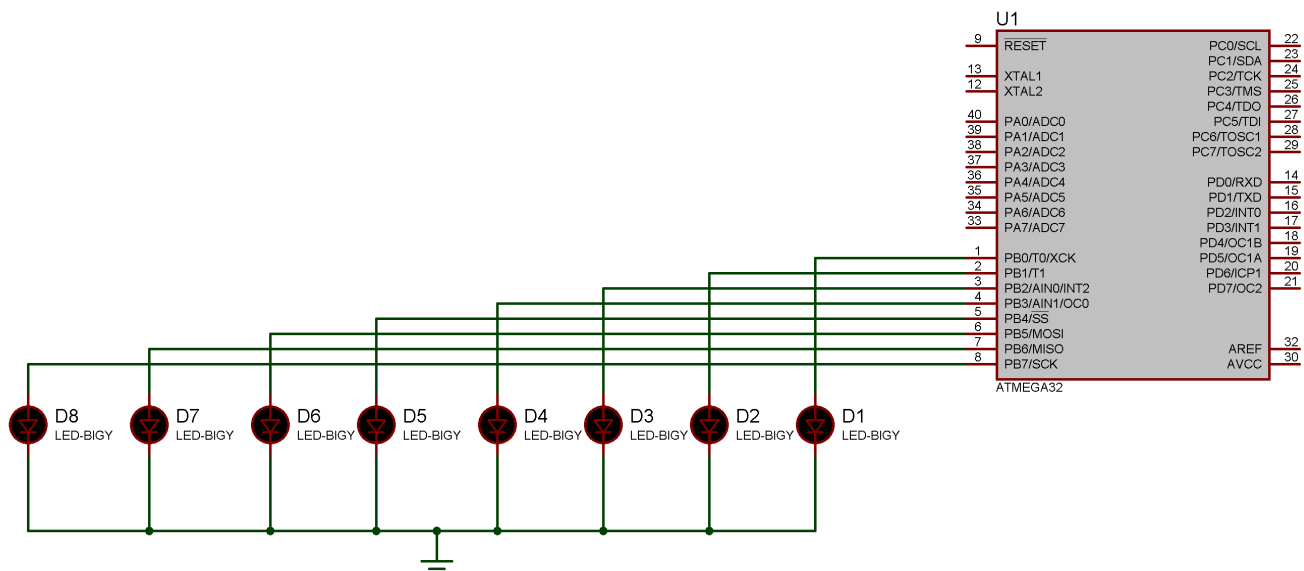 U1
9 RESET
13 XTAL1
12 XTAL2
40 PA0/ADC0
39 PA1/ADC1
38 PA2/ADC2
37 PA3/ADC3
36 PA4/ADC4
35 PA5/ADC5
34 PA6/ADC6
33 PA7/ADC7
1 PB0/T0/XCK
2 PB1/T1
3 PB2/AIN0/INT2
4 PB3/AIN1/OC0
5 PB4/SS
6 PB5/MOSI
7 PB6/MISO
8 PB7/SCK
PC0/SCL 22
PC1/SDA 23
PC2/TCK 24
PC3/TMS 25
PC4/TDO 26
PC5/TDI 27
PC6/TOSC1 28
PC7/TOSC2 29
PD0/RXD 14
PD1/TXD 15
PD2/INT0 16
PD3/INT1 17
PD4/OC1B 18
PD5/OC1A 19
PD6/ICP1 20
PD7/OC2 21
AREF 32
AVCC 30
ATMEGA32
D8
LED-BIGY
D7
LED-BIGY
D6
LED-BIGY
D5
LED-BIGY
D4
LED-BIGY
D3
LED-BIGY
D2
LED-BIGY
D1
LED-BIGY